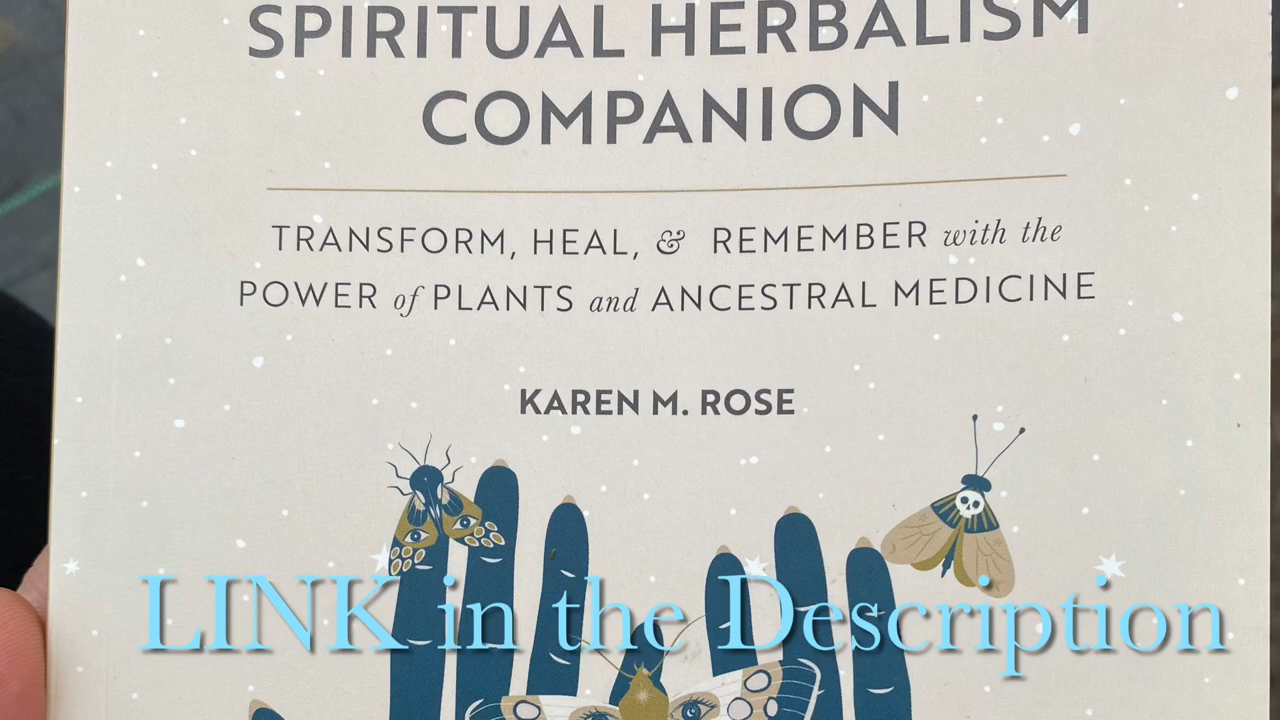 SPIRITUAL HERBALISM
COMPANION
TRANSFORM, HEAL, & REMEMBER with the
POWER of PLANTS and ANCESTRAL MEDICINE
KAREN M. ROSE
LINK in the Description